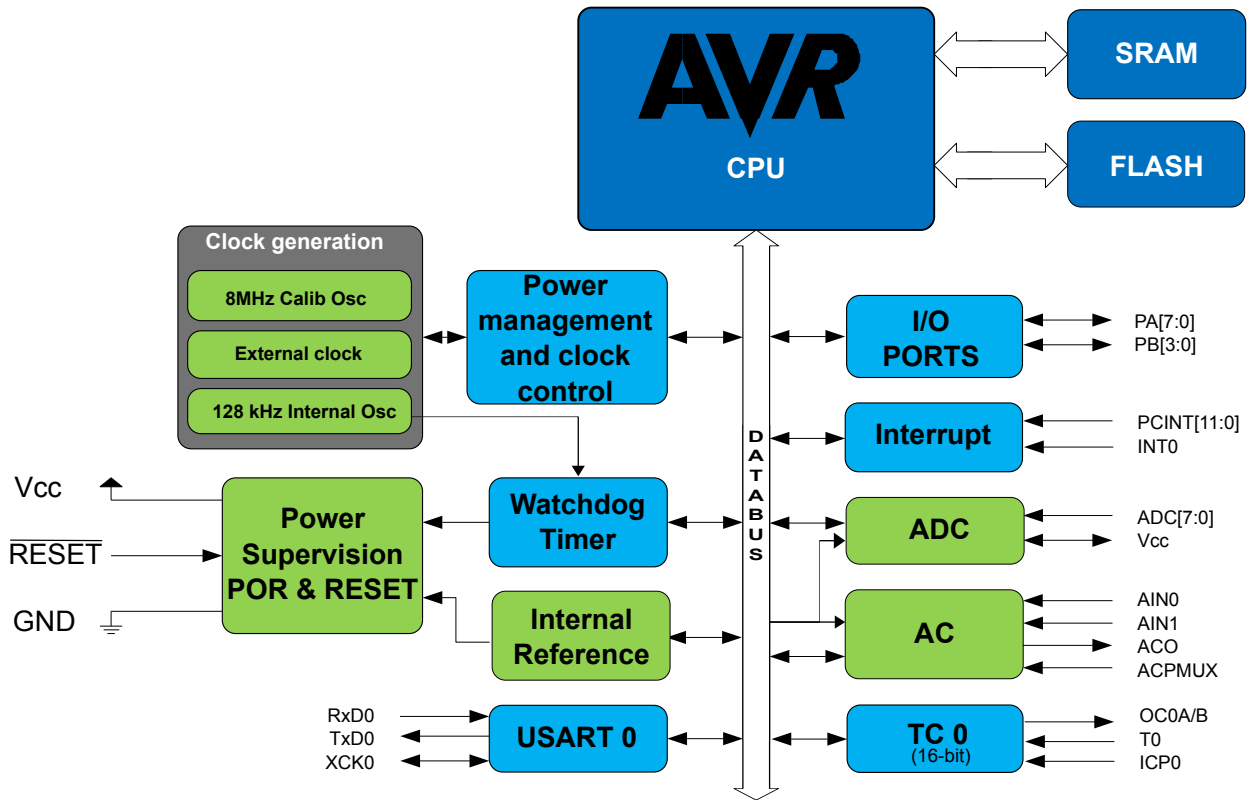 AVR
CPU
SRAM
FLASH
Clock generation
8MHz Calib Osc
External clock
128 kHz Internal Osc
Power
management
and clock
control
I/O
PORTS
PA[7:0]
PB[3:0]
Interrupt
PCINT[11:0]
INT0
DATABUS
Vcc
RESET
GND
Power
Supervision
POR & RESET
Watchdog
Timer
ADC
ADC[7:0]
Vcc
Internal
Reference
AC
AIN0
AIN1
ACO
ACPMUX
RxD0
TxD0
XCK0
USART 0
TC 0
(16-bit)
OC0A/B
T0
ICP0